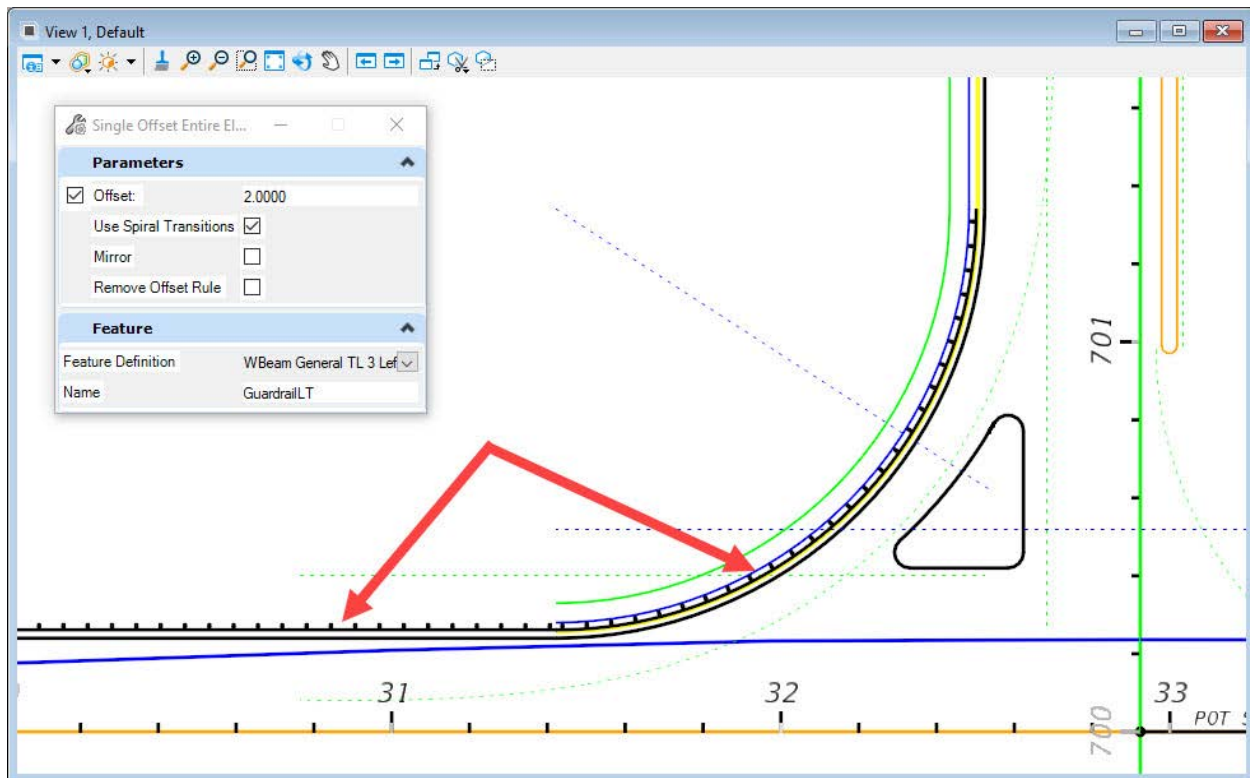 View 1, Default
Single Offset Entire El...
Parameters
Offset: 2.0000
Use Spiral Transitions
Mirror
Remove Offset Rule
Feature
Feature Definition WBeam General TL 3 Lef
Name GuardrailLT
701
31
32
33
700
POT S